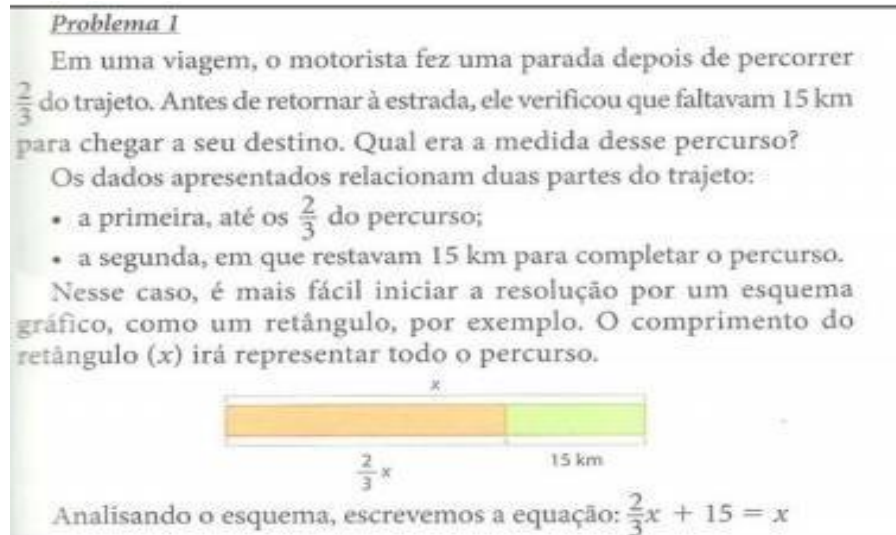 Problema 1
Em uma viagem, o motorista fez uma parada depois de percorrer
2/3 do trajeto. Antes de retornar à estrada, ele verificou que faltavam 15 km
para chegar a seu destino. Qual era a medida desse percurso?
Os dados apresentados relacionam duas partes do trajeto:
• a primeira, até os 2/3 do percurso;
• a segunda, em que restavam 15 km para completar o percurso.
Nesse caso, é mais fácil iniciar a resolução por um esquema
gráfico, como um retângulo, por exemplo. O comprimento do
retângulo (x) irá representar todo o percurso.
x
2/3 x 15 km
Analisando o esquema, escrevemos a equação: 2/3x + 15 = x